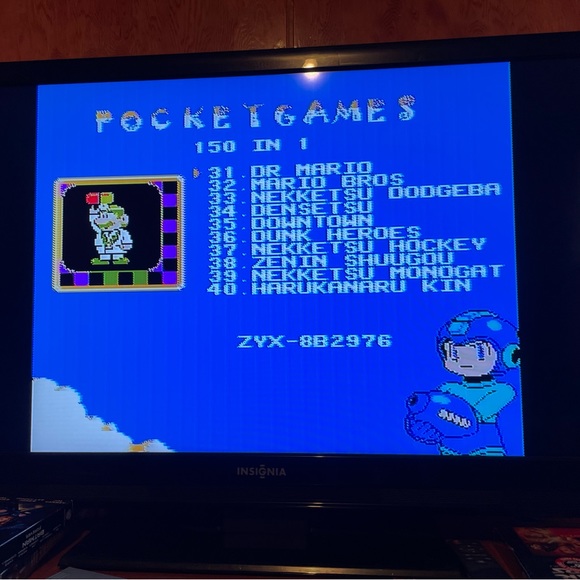 POCKETGAMES
150 IN 1
31. DR MARIO
32. MARIO BROS
33. NEKKETSU DODGEBA
34. DENSETSU
35. DOWNTOWN
36. DUNK HEROES
37. NEKKETSU HOCKEY
38. ZENIN SHUUGOU
39. NEKKETSU MONOGAT
40. HARUKANARU KIN
ZYX-8B2976
INSIGNIA